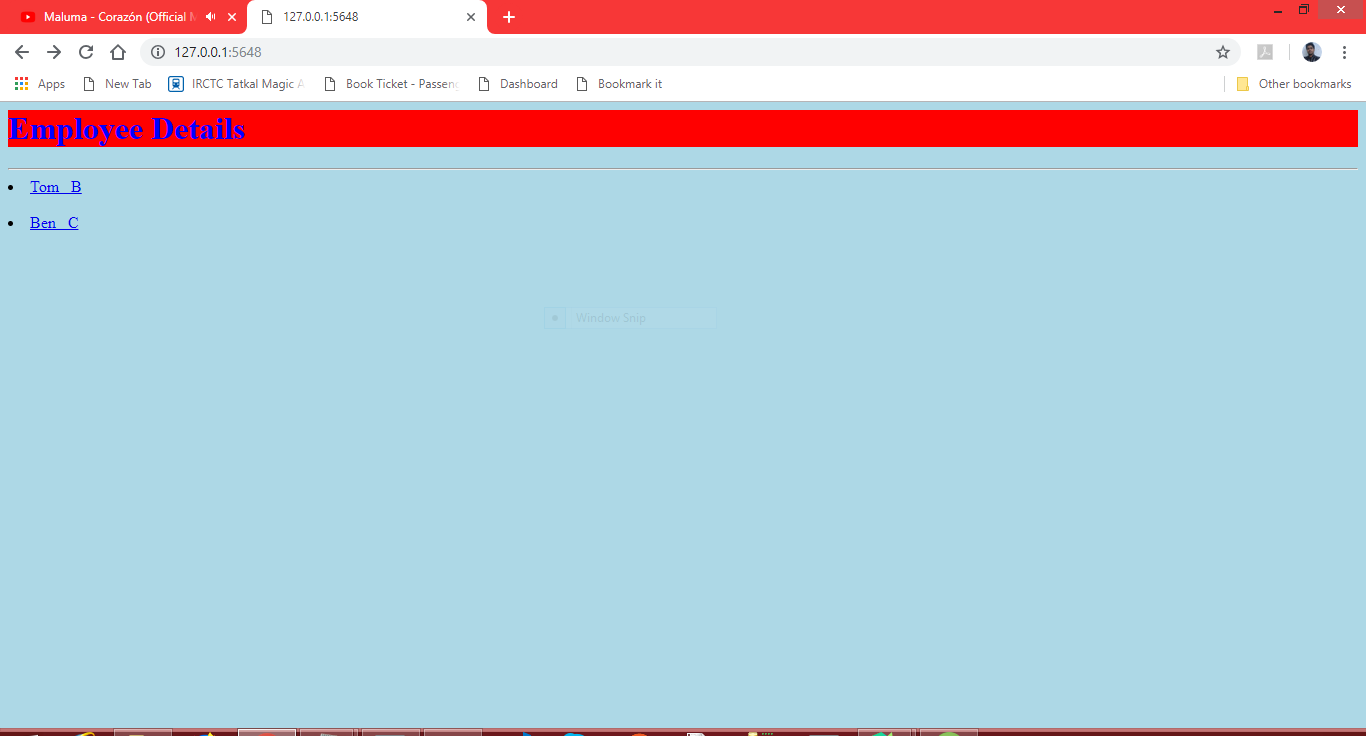 Maluma - Corazón (Official M
127.0.0.1:5648
127.0.0.1:5648
Apps New Tab IRCTC Tatkal Magic A Book Ticket - Passeng Dashboard Bookmark it Other bookmarks
Employee Details
Tom B
Ben C
Window Snip